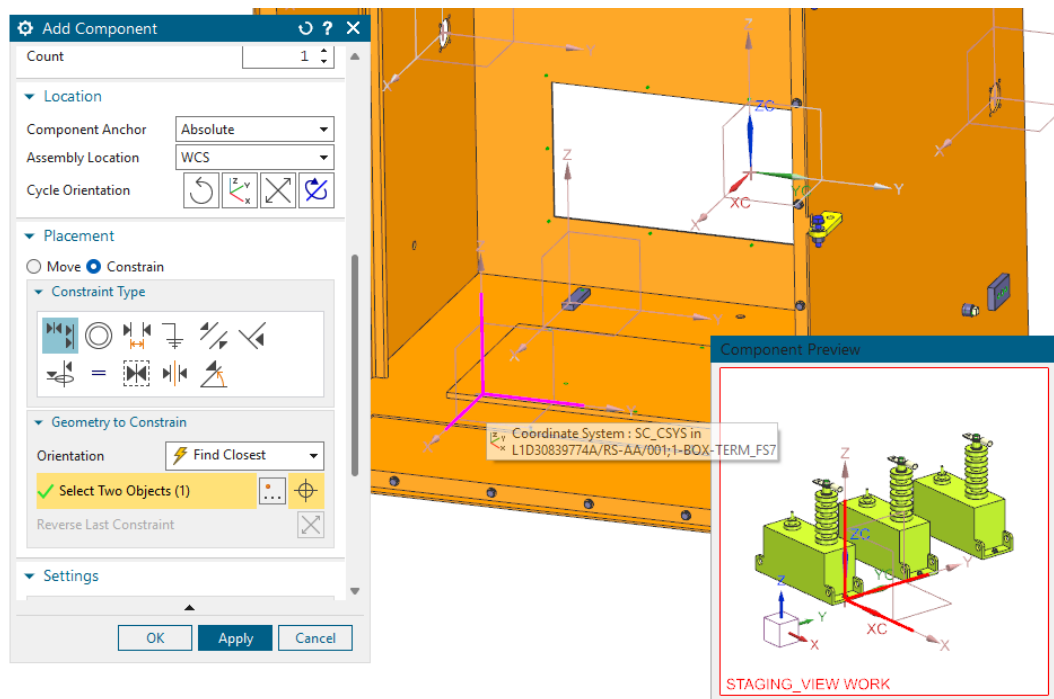 Add Component
Count
1
Location
Component Anchor
Absolute
Assembly Location
WCS
Cycle Orientation
Z
Y
X
Placement
Move
Constrain
Constraint Type
Geometry to Constrain
Orientation
Find Closest
Select Two Objects (1)
Reverse Last Constraint
Settings
OK
Apply
Cancel
Y
X
Z
ZC
Y
YC
XC
X
Z
Y
X
Z
Y
X
X
Coordinate System : SC_CSYS in
L1D30839774A/RS-AA/001;1-BOX-TERM_FS7
Component Preview
Z
ZC
Y
YC
XC
X
Z
Y
X
STAGING_VIEW WORK